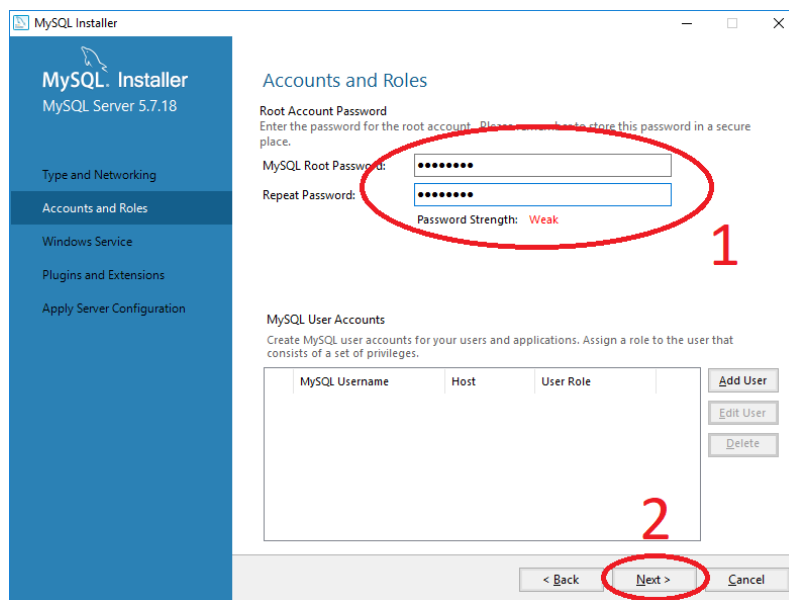 MySQL Installer
MySQL. Installer
MySQL Server 5.7.18
Type and Networking
Accounts and Roles
Windows Service
Plugins and Extensions
Apply Server Configuration
Accounts and Roles
Root Account Password
Enter the password for the root account. Please remember to store this password in a secure
place.
MySQL Root Password: ••••••••
Repeat Password: ••••••••
Password Strength: Weak
1
MySQL User Accounts
Create MySQL user accounts for your users and applications. Assign a role to the user that
consists of a set of privileges.
MySQL Username Host User Role
Add User
Edit User
Delete
2
< Back Next > Cancel